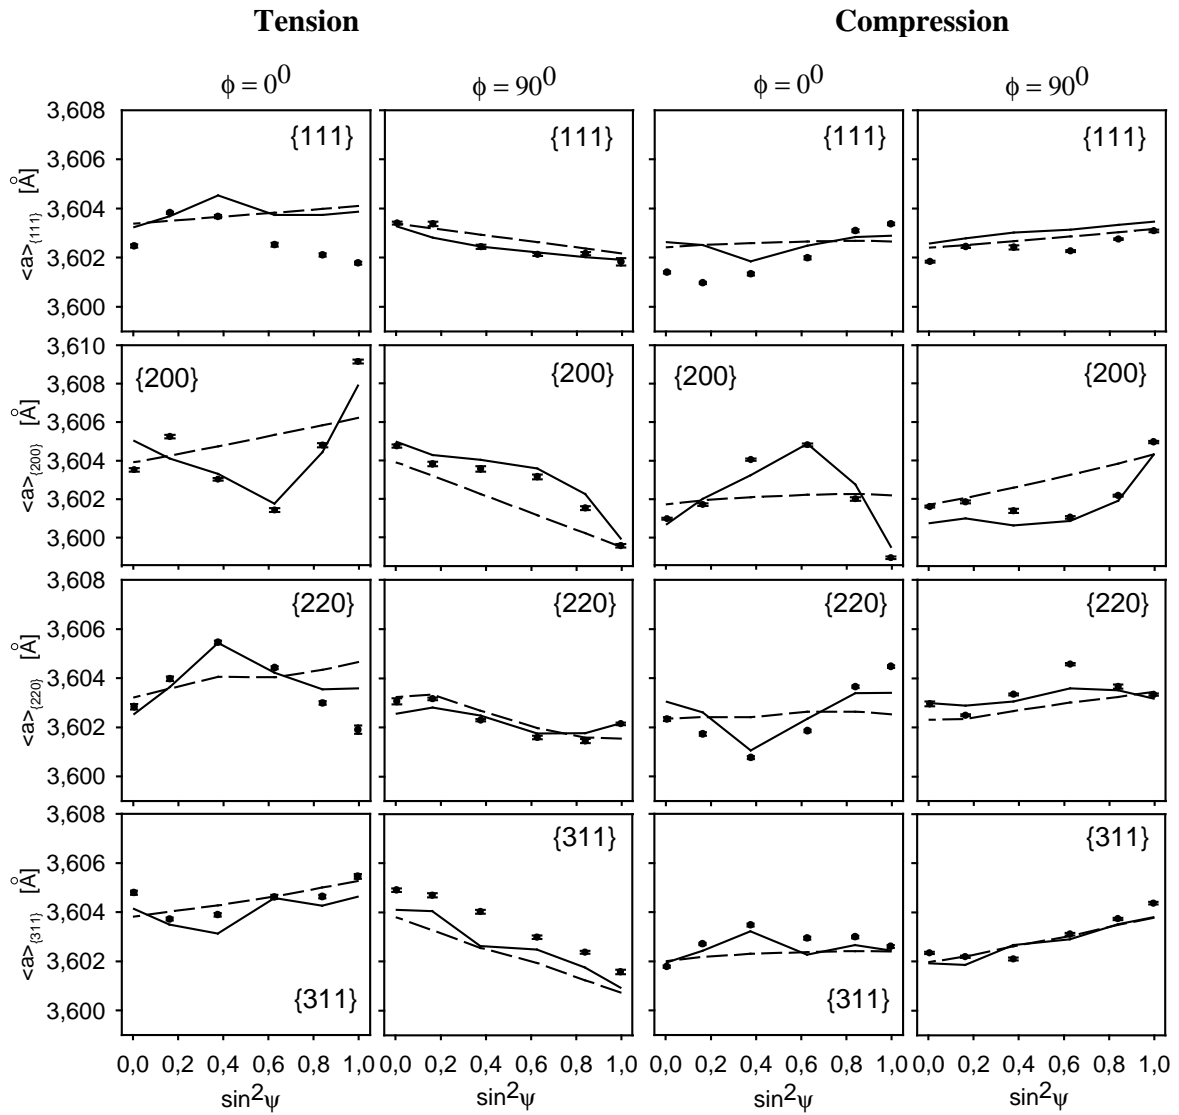 Tension Compression
ϕ = 0⁰ ϕ = 90⁰ ϕ = 0⁰ ϕ = 90⁰
3,608
{111} {111} {111} {111}
3,606
3,604
3,602
3,600
<a>{111} [Å]
3,610
3,608
{200} {200} {200} {200}
3,606
3,604
3,602
3,600
<a>{200} [Å]
3,608
{220} {220} {220} {220}
3,606
3,604
3,602
3,600
<a>{220} [Å]
3,608
{311} {311}
3,606
3,604
3,602
{311} {311}
3,600
<a>{311} [Å]
0,0 0,2 0,4 0,6 0,8 1,0 0,0 0,2 0,4 0,6 0,8 1,0 0,0 0,2 0,4 0,6 0,8 1,0 0,0 0,2 0,4 0,6 0,8 1,0
sin²ψ sin²ψ sin²ψ sin²ψ